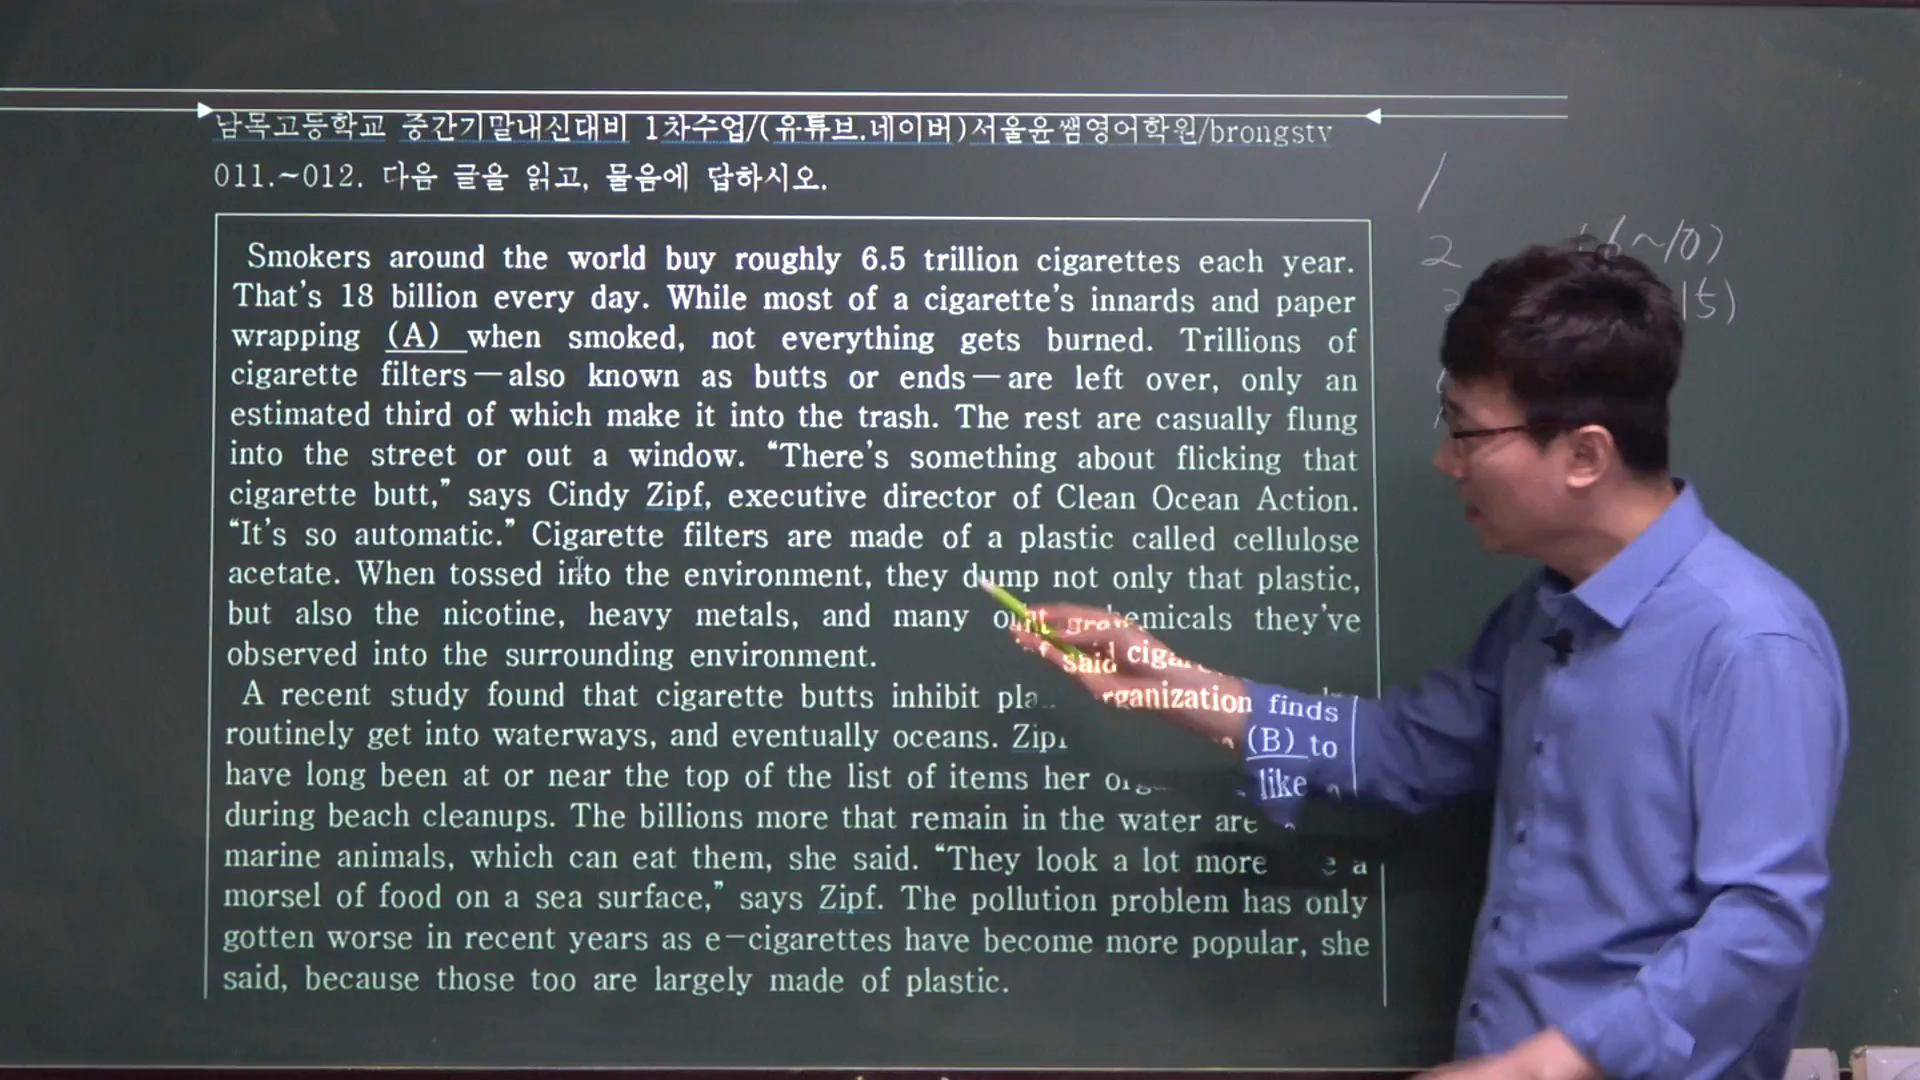 남목고등학교 중간기말내신대비 1차수업/(유튜브.네이버)서울윤쌤영어학원/brongstv
011.~012. 다음 글을 읽고, 물음에 답하시오.
Smokers around the world buy roughly 6.5 trillion cigarettes each year.
That's 18 billion every day. While most of a cigarette's innards and paper
wrapping (A) when smoked, not everything gets burned. Trillions of
cigarette filters—also known as butts or ends—are left over, only an
estimated third of which make it into the trash. The rest are casually flung
into the street or out a window. “There's something about flicking that
cigarette butt,” says Cindy Zipf, executive director of Clean Ocean Action.
“It's so automatic.” Cigarette filters are made of a plastic called cellulose
acetate. When tossed into the environment, they dump not only that plastic,
but also the nicotine, heavy metals, and many they've
observed into the surrounding environment.
A recent study found that cigarette butts inhibit
routinely get into waterways, and eventually oceans. said
have long been at or near the top of the list of items her organization finds
during beach cleanups. The billions more that remain in the water are (B) to
marine animals, which can eat them, she said. “They look a lot more like a
morsel of food on a sea surface,” says Zipf. The pollution problem has only
gotten worse in recent years as e-cigarettes have become more popular, she
said, because those too are largely made of plastic.
1
2 (6~10)
15)